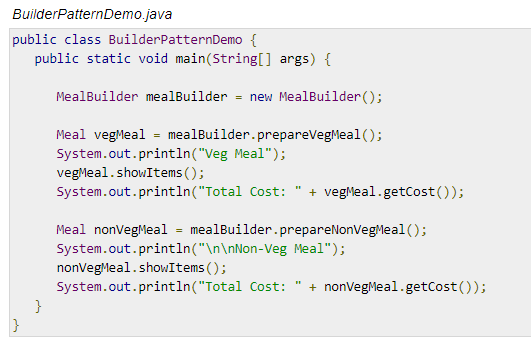 BuilderPatternDemo.java
public class BuilderPatternDemo {
   public static void main(String[] args) {

      MealBuilder mealBuilder = new MealBuilder();

      Meal vegMeal = mealBuilder.prepareVegMeal();
      System.out.println("Veg Meal");
      vegMeal.showItems();
      System.out.println("Total Cost: " + vegMeal.getCost());

      Meal nonVegMeal = mealBuilder.prepareNonVegMeal();
      System.out.println("\n\nNon-Veg Meal");
      nonVegMeal.showItems();
      System.out.println("Total Cost: " + nonVegMeal.getCost());
   }
}